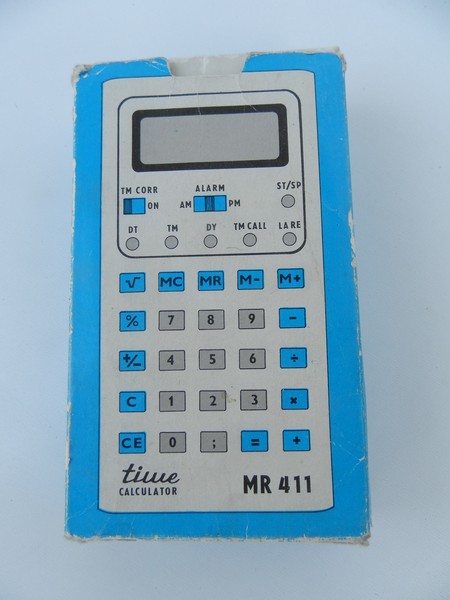 TM CORR ALARM ST/SP
ON AM PM
DT TM DY TM CALL LA RE
√ MC MR M- M+
% 7 8 9 -
+/- 4 5 6 ÷
C 1 2 3 ×
CE 0 ; = +
time
CALCULATOR MR 411